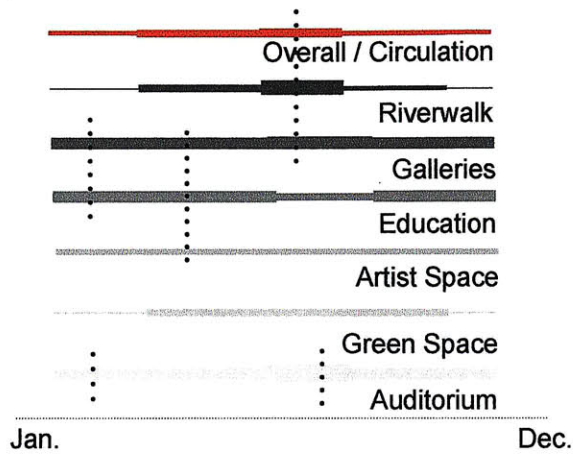 Overall / Circulation
Riverwalk
Galleries
Education
Artist Space
Green Space
Auditorium
Jan. Dec.